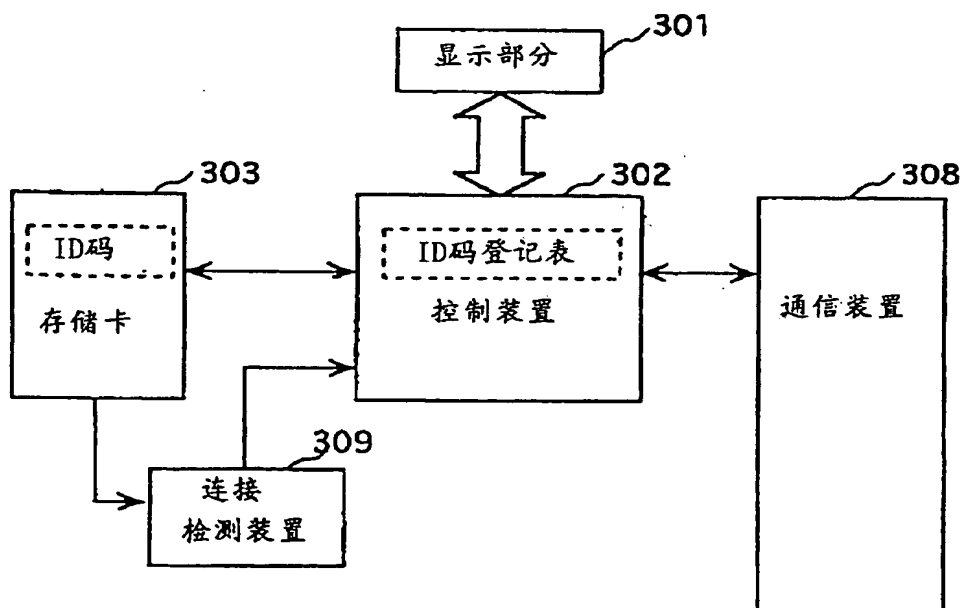 301
显示部分
303
302
308
ID码
存储卡
ID码登记表
控制装置
通信装置
309
连接
检测装置